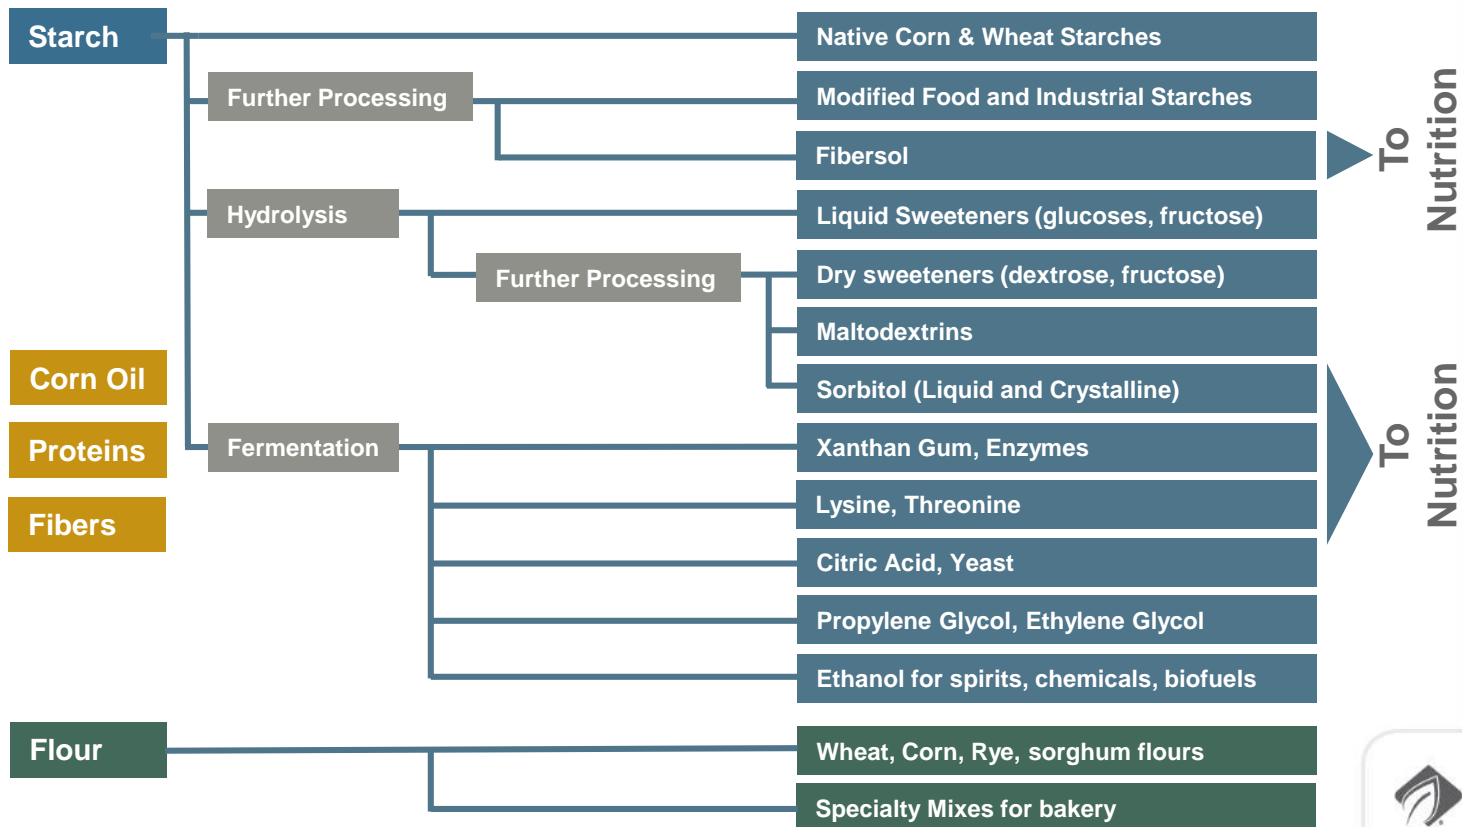 Starch
Native Corn & Wheat Starches
Further Processing
Modified Food and Industrial Starches
Fibersol
To
Nutrition
Hydrolysis
Liquid Sweeteners (glucoses, fructose)
Further Processing
Dry sweeteners (dextrose, fructose)
Maltodextrins
Corn Oil
Sorbitol (Liquid and Crystalline)
Proteins
Fermentation
Xanthan Gum, Enzymes
To
Nutrition
Fibers
Lysine, Threonine
Citric Acid, Yeast
Propylene Glycol, Ethylene Glycol
Ethanol for spirits, chemicals, biofuels
Flour
Wheat, Corn, Rye, sorghum flours
Specialty Mixes for bakery